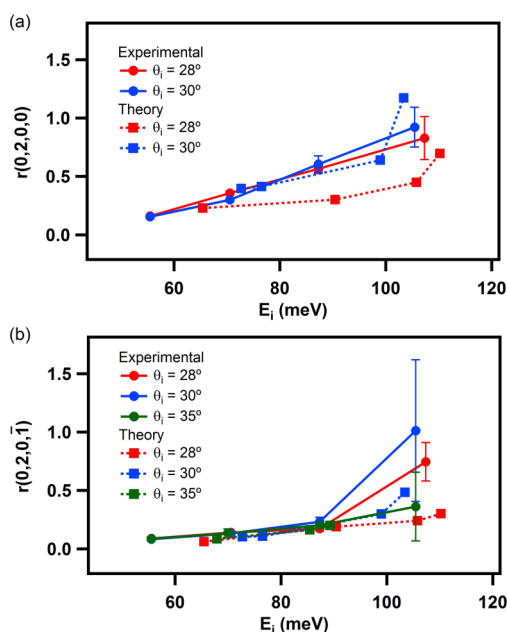 (a)
r(0,2,0,0)
1.5
1.0
0.5
0.0
Experimental
θi = 28º
θi = 30º
Theory
θi = 28º
θi = 30º
60
80
100
120
Ei (meV)
(b)
r(0,2,0,1̄)
1.5
1.0
0.5
0.0
Experimental
θi = 28º
θi = 30º
θi = 35º
Theory
θi = 28º
θi = 30º
θi = 35º
60
80
100
120
Ei (meV)